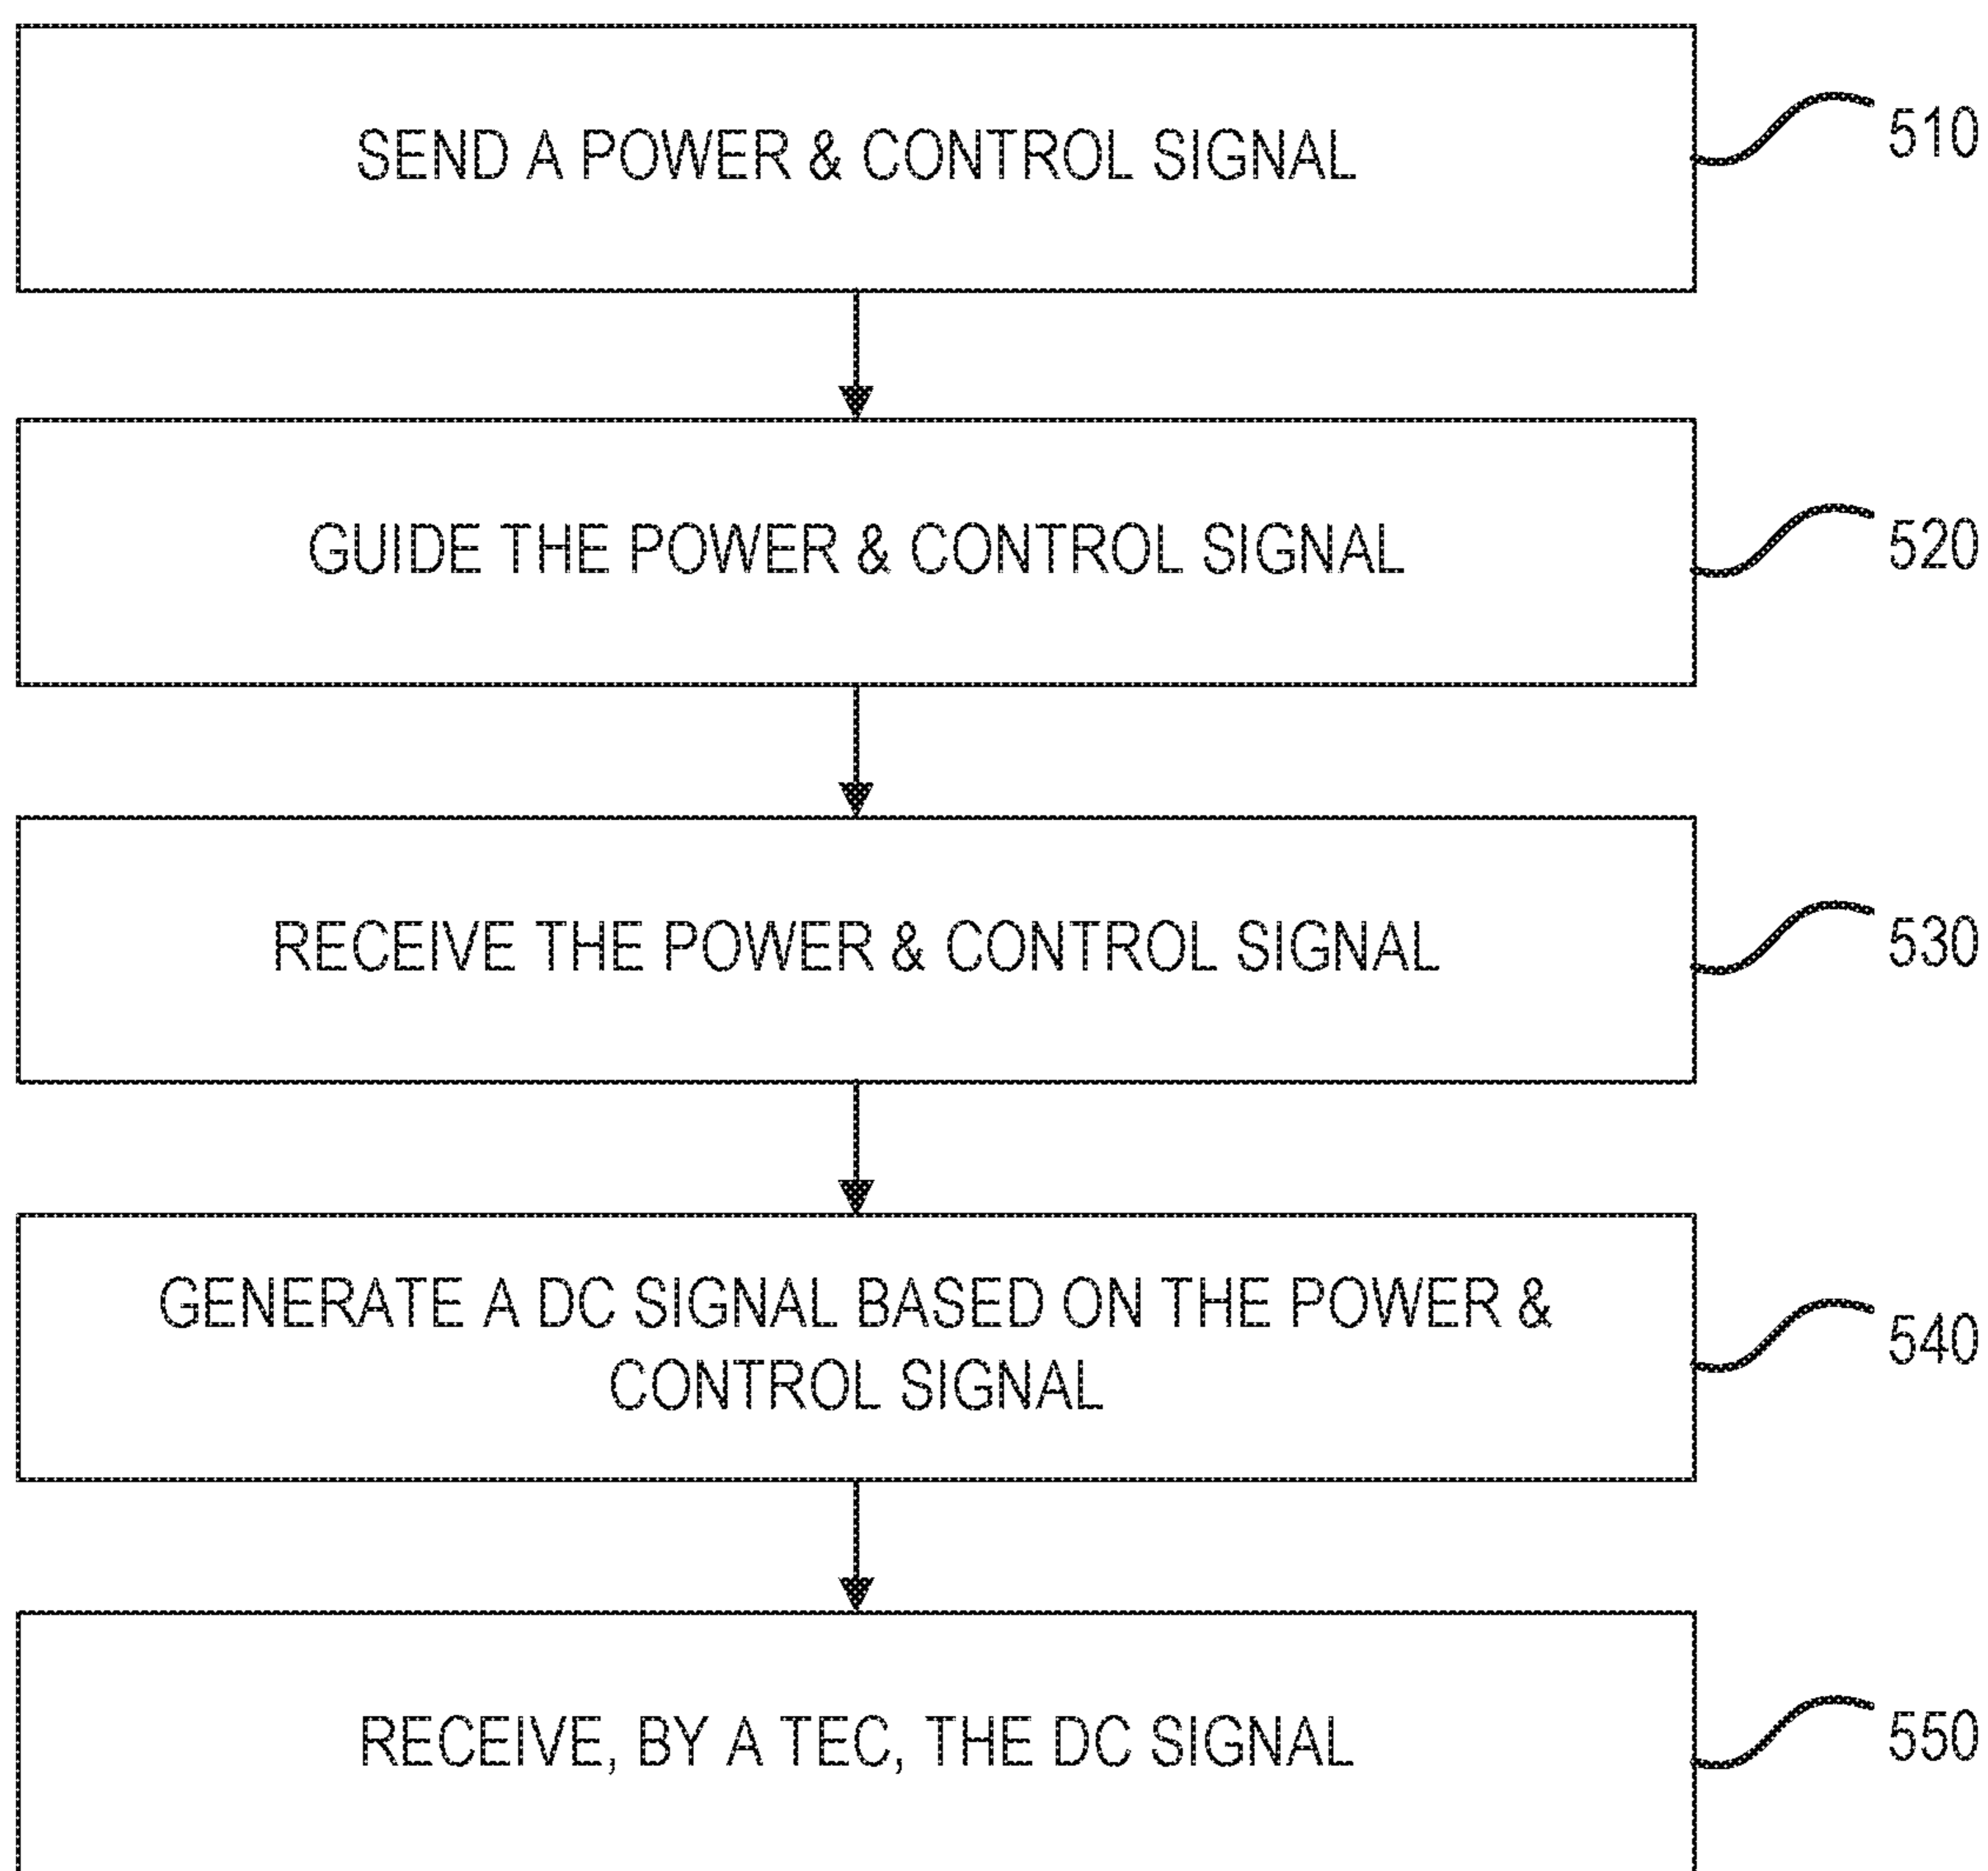 SEND A POWER & CONTROL SIGNAL
510
GUIDE THE POWER & CONTROL SIGNAL
520
RECEIVE THE POWER & CONTROL SIGNAL
530
GENERATE A DC SIGNAL BASED ON THE POWER &
CONTROL SIGNAL
540
RECEIVE, BY A TEC, THE DC SIGNAL
550